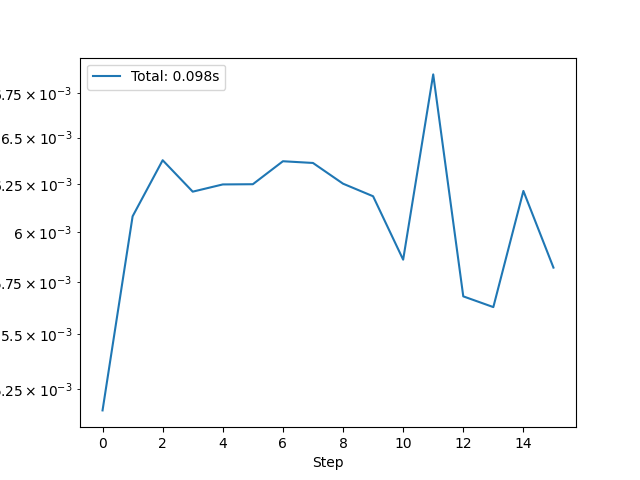 Total: 0.098s
6.75 × 10⁻³
6.5 × 10⁻³
6.25 × 10⁻³
6 × 10⁻³
5.75 × 10⁻³
5.5 × 10⁻³
5.25 × 10⁻³
0 2 4 6 8 10 12 14
Step